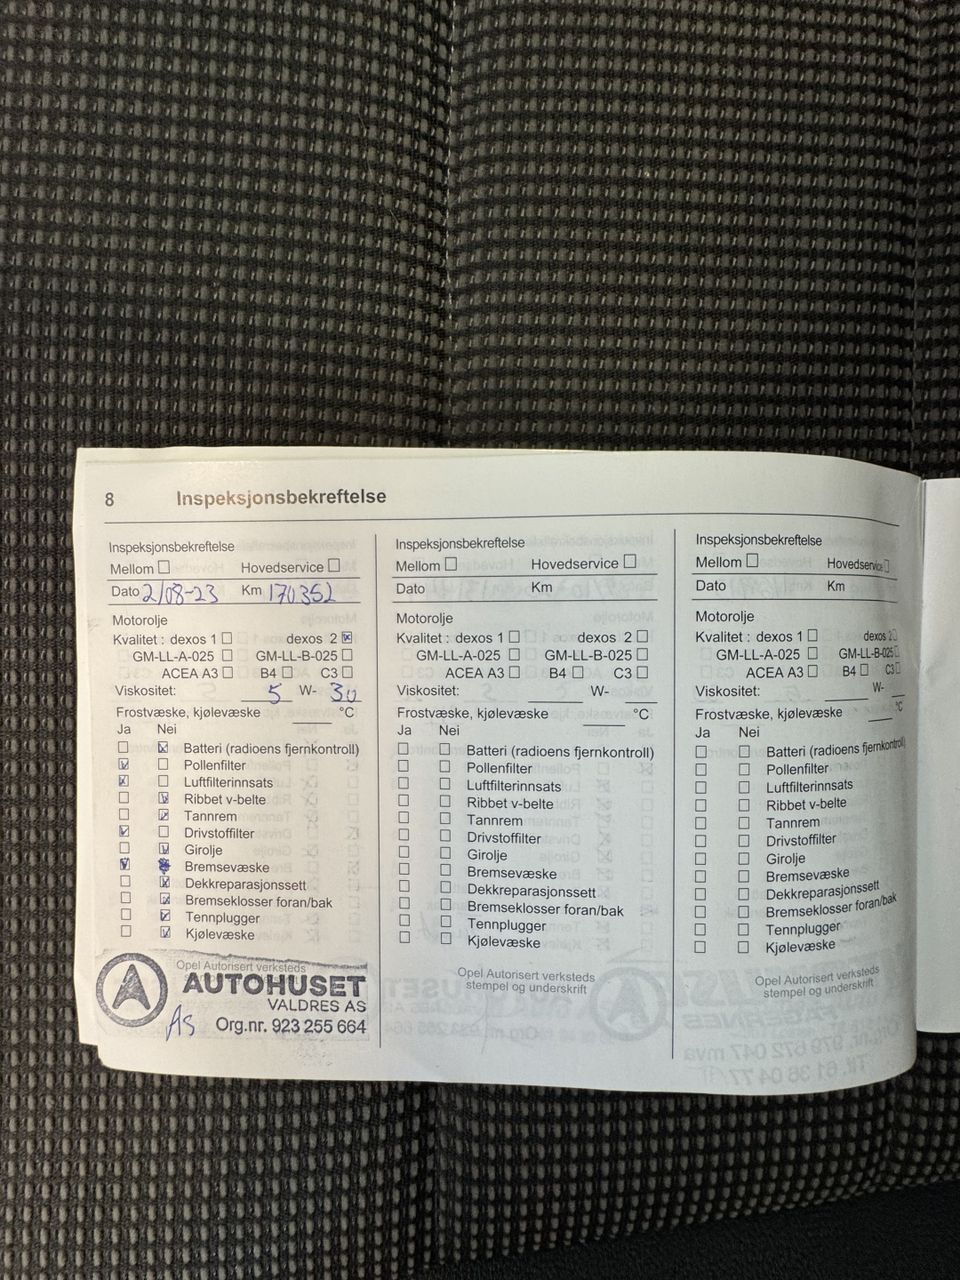 8 Inspeksjonsbekreftelse
Inspeksjonsbekreftelse
Mellom Hovedservice
Dato 2/08-23 Km 170352
Motorolje
Kvalitet : dexos 1 dexos 2
GM-LL-A-025 GM-LL-B-025
ACEA A3 B4 C3
Viskositet: 5 W- 30
Frostvæske, kjølevæske °C
Ja Nei
Batteri (radioens fjernkontroll)
Pollenfilter
Luftfilterinnsats
Ribbet v-belte
Tannrem
Drivstoffilter
Girolje
Bremsevæske
Dekkreparasjonssett
Bremseklosser foran/bak
Tennplugger
Kjølevæske
Opel Autorisert verksteds
AUTOHUSET
VALDRES AS
AS Org.nr. 923 255 664
Inspeksjonsbekreftelse
Mellom Hovedservice
Dato Km
Motorolje
Kvalitet : dexos 1 dexos 2
GM-LL-A-025 GM-LL-B-025
ACEA A3 B4 C3
Viskositet: W-
Frostvæske, kjølevæske °C
Ja Nei
Batteri (radioens fjernkontroll)
Pollenfilter
Luftfilterinnsats
Ribbet v-belte
Tannrem
Drivstoffilter
Girolje
Bremsevæske
Dekkreparasjonssett
Bremseklosser foran/bak
Tennplugger
Kjølevæske
Opel Autorisert verksteds
stempel og underskrift
Inspeksjonsbekreftelse
Mellom Hovedservice
Dato Km
Motorolje
Kvalitet : dexos 1 dexos 2
GM-LL-A-025 GM-LL-B-025
ACEA A3 B4 C3
Viskositet: W-
Frostvæske, kjølevæske °C
Ja Nei
Batteri (radioens fjernkontroll)
Pollenfilter
Luftfilterinnsats
Ribbet v-belte
Tannrem
Drivstoffilter
Girolje
Bremsevæske
Dekkreparasjonssett
Bremseklosser foran/bak
Tennplugger
Kjølevæske
Opel Autorisert verksteds
stempel og underskrift